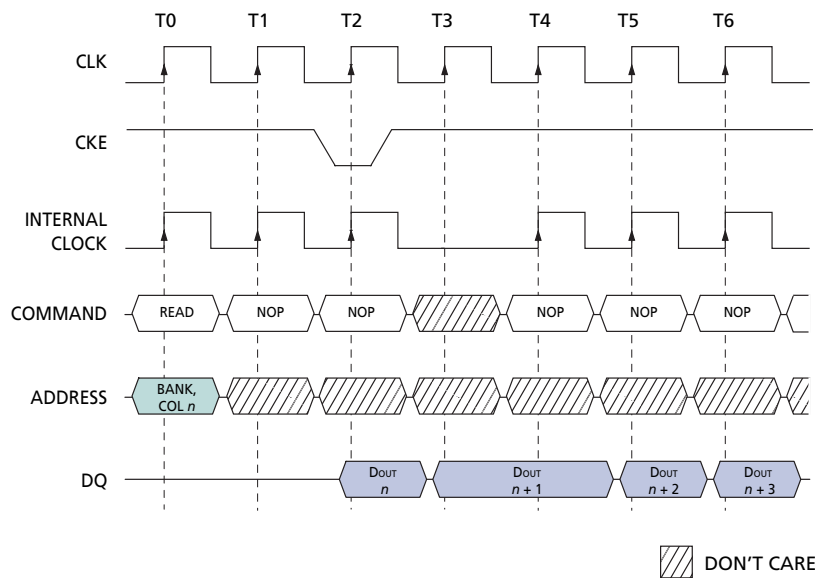 T0 T1 T2 T3 T4 T5 T6
CLK
CKE
INTERNAL
CLOCK
COMMAND READ NOP NOP NOP NOP NOP
ADDRESS BANK,
COL n
DQ DOUT
n DOUT
n + 1 DOUT
n + 2 DOUT
n + 3
DON'T CARE